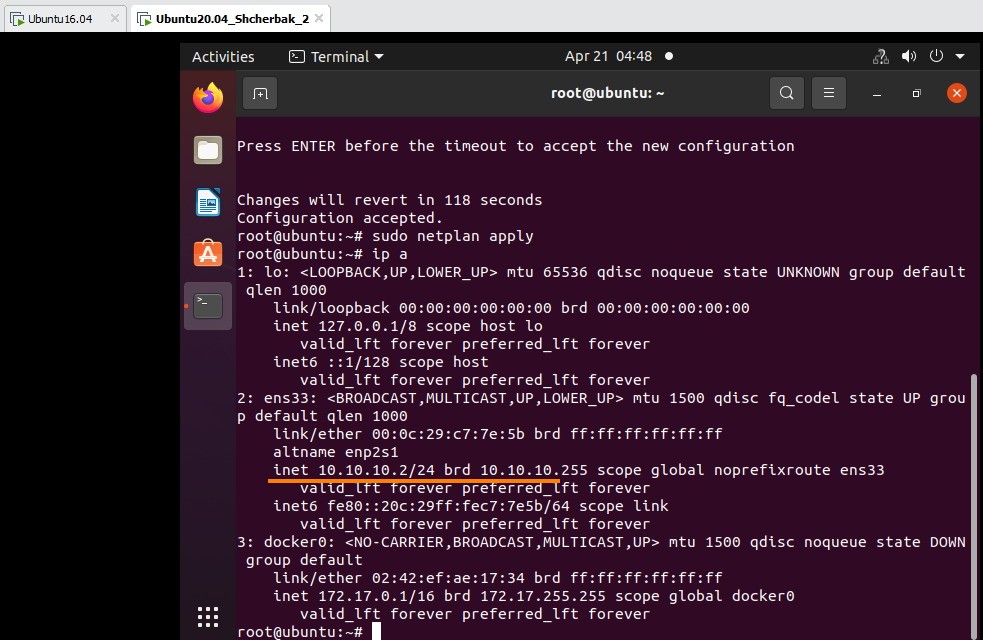 Ubuntu16.04
Ubuntu20.04_Shcherbak_2
Activities
Terminal
Apr 21 04:48
root@ubuntu: ~
Press ENTER before the timeout to accept the new configuration
Changes will revert in 118 seconds
Configuration accepted.
root@ubuntu:~# sudo netplan apply
root@ubuntu:~# ip a
1: lo: <LOOPBACK,UP,LOWER_UP> mtu 65536 qdisc noqueue state UNKNOWN group default
qlen 1000
link/loopback 00:00:00:00:00:00 brd 00:00:00:00:00:00
inet 127.0.0.1/8 scope host lo
valid_lft forever preferred_lft forever
inet6 ::1/128 scope host
valid_lft forever preferred_lft forever
2: ens33: <BROADCAST,MULTICAST,UP,LOWER_UP> mtu 1500 qdisc fq_codel state UP grou
p default qlen 1000
link/ether 00:0c:29:c7:7e:5b brd ff:ff:ff:ff:ff:ff
altname enp2s1
inet 10.10.10.2/24 brd 10.10.10.255 scope global noprefixroute ens33
valid_lft forever preferred_lft forever
inet6 fe80::20c:29ff:fec7:7e5b/64 scope link
valid_lft forever preferred_lft forever
3: docker0: <NO-CARRIER,BROADCAST,MULTICAST,UP> mtu 1500 qdisc noqueue state DOWN
group default
link/ether 02:42:ef:ae:17:34 brd ff:ff:ff:ff:ff:ff
inet 172.17.0.1/16 brd 172.17.255.255 scope global docker0
valid_lft forever preferred_lft forever
root@ubuntu:~#